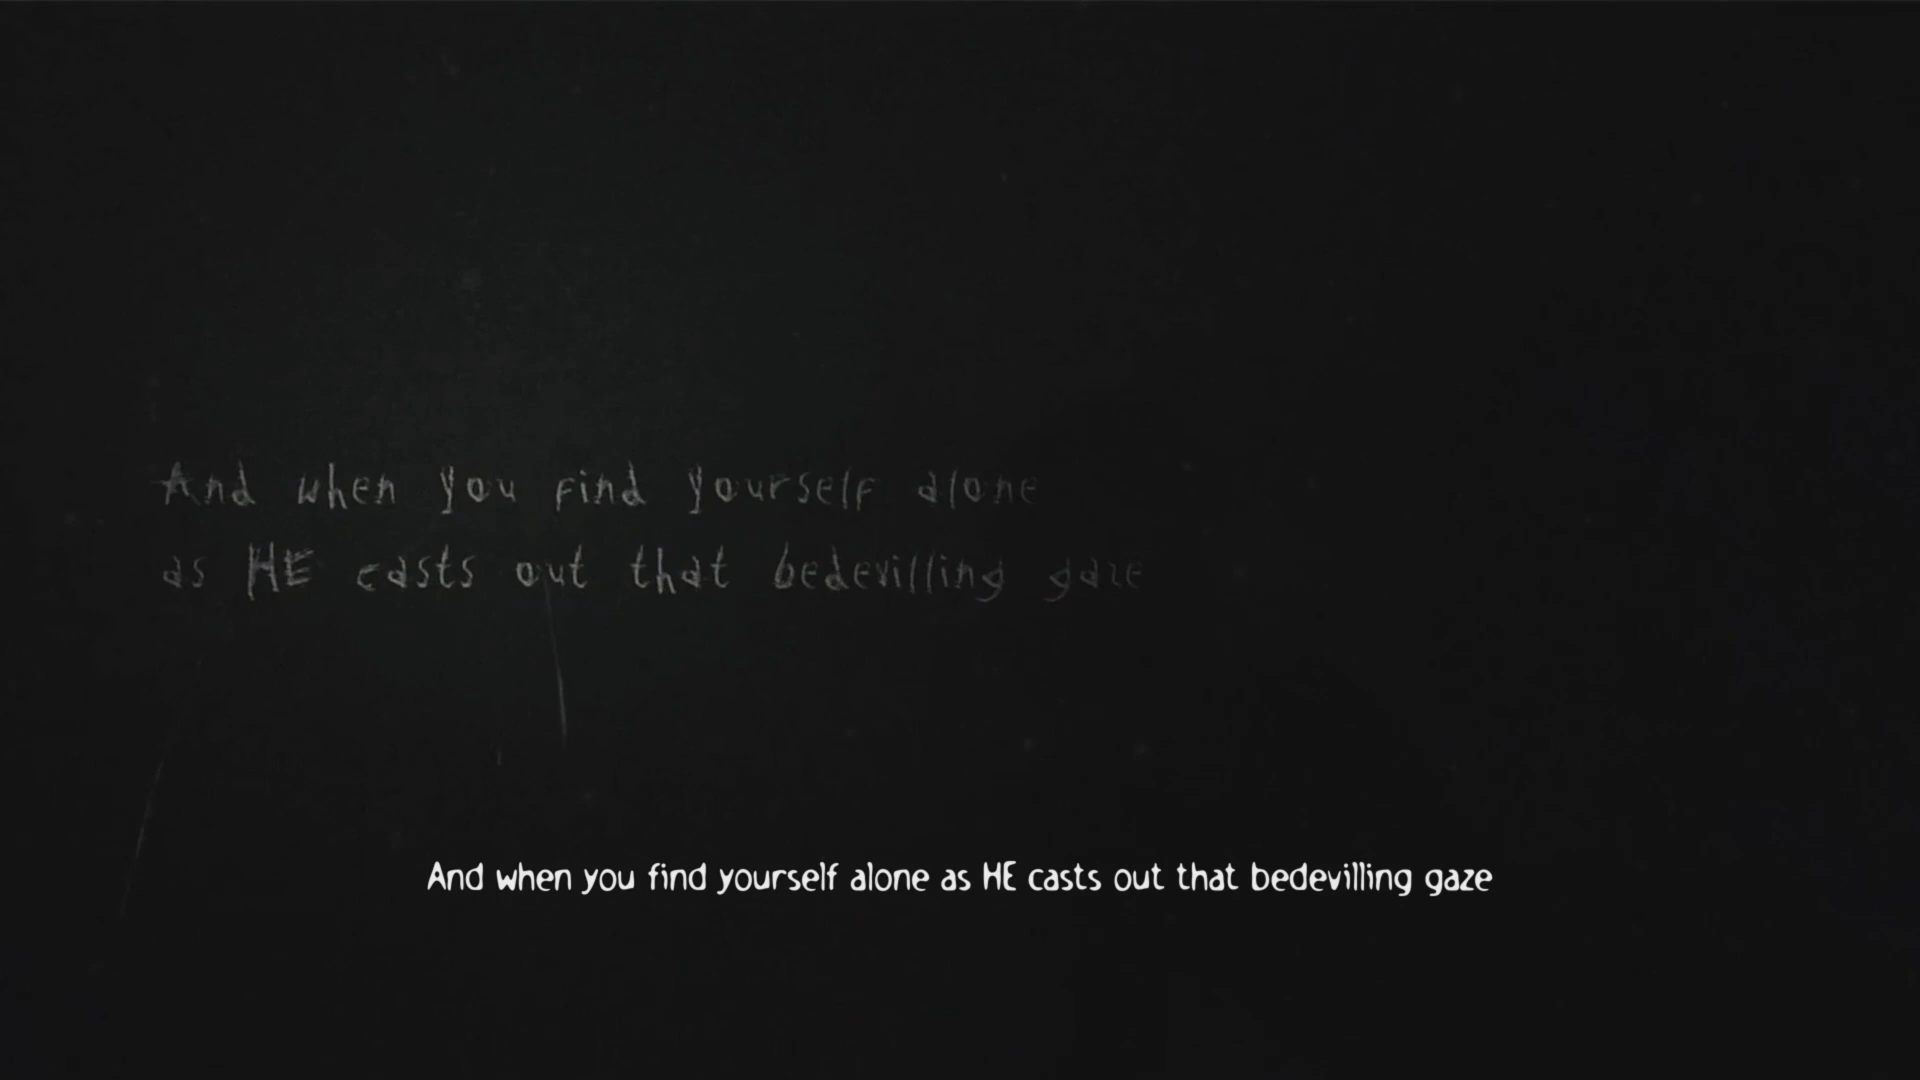 And when you find yourself alone
as HE casts out that bedevilling gaze
And when you find yourself alone as HE casts out that bedevilling gaze